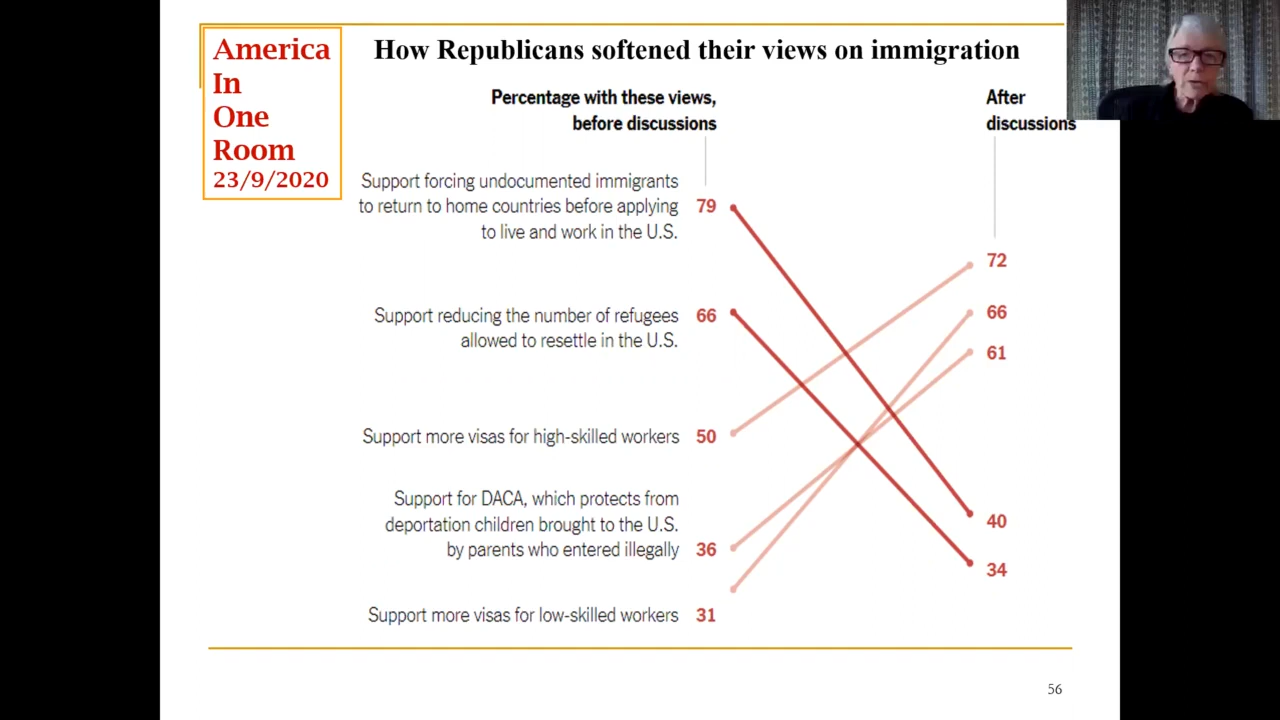 America
In
One
Room
23/9/2020
How Republicans softened their views on immigration
Percentage with these views,
before discussions
After
discussions
Support forcing undocumented immigrants
to return to home countries before applying
to live and work in the U.S.
79
72
Support reducing the number of refugees
allowed to resettle in the U.S.
66
66
61
Support more visas for high-skilled workers
50
Support for DACA, which protects from
deportation children brought to the U.S.
by parents who entered illegally
36
40
34
Support more visas for low-skilled workers
31
56